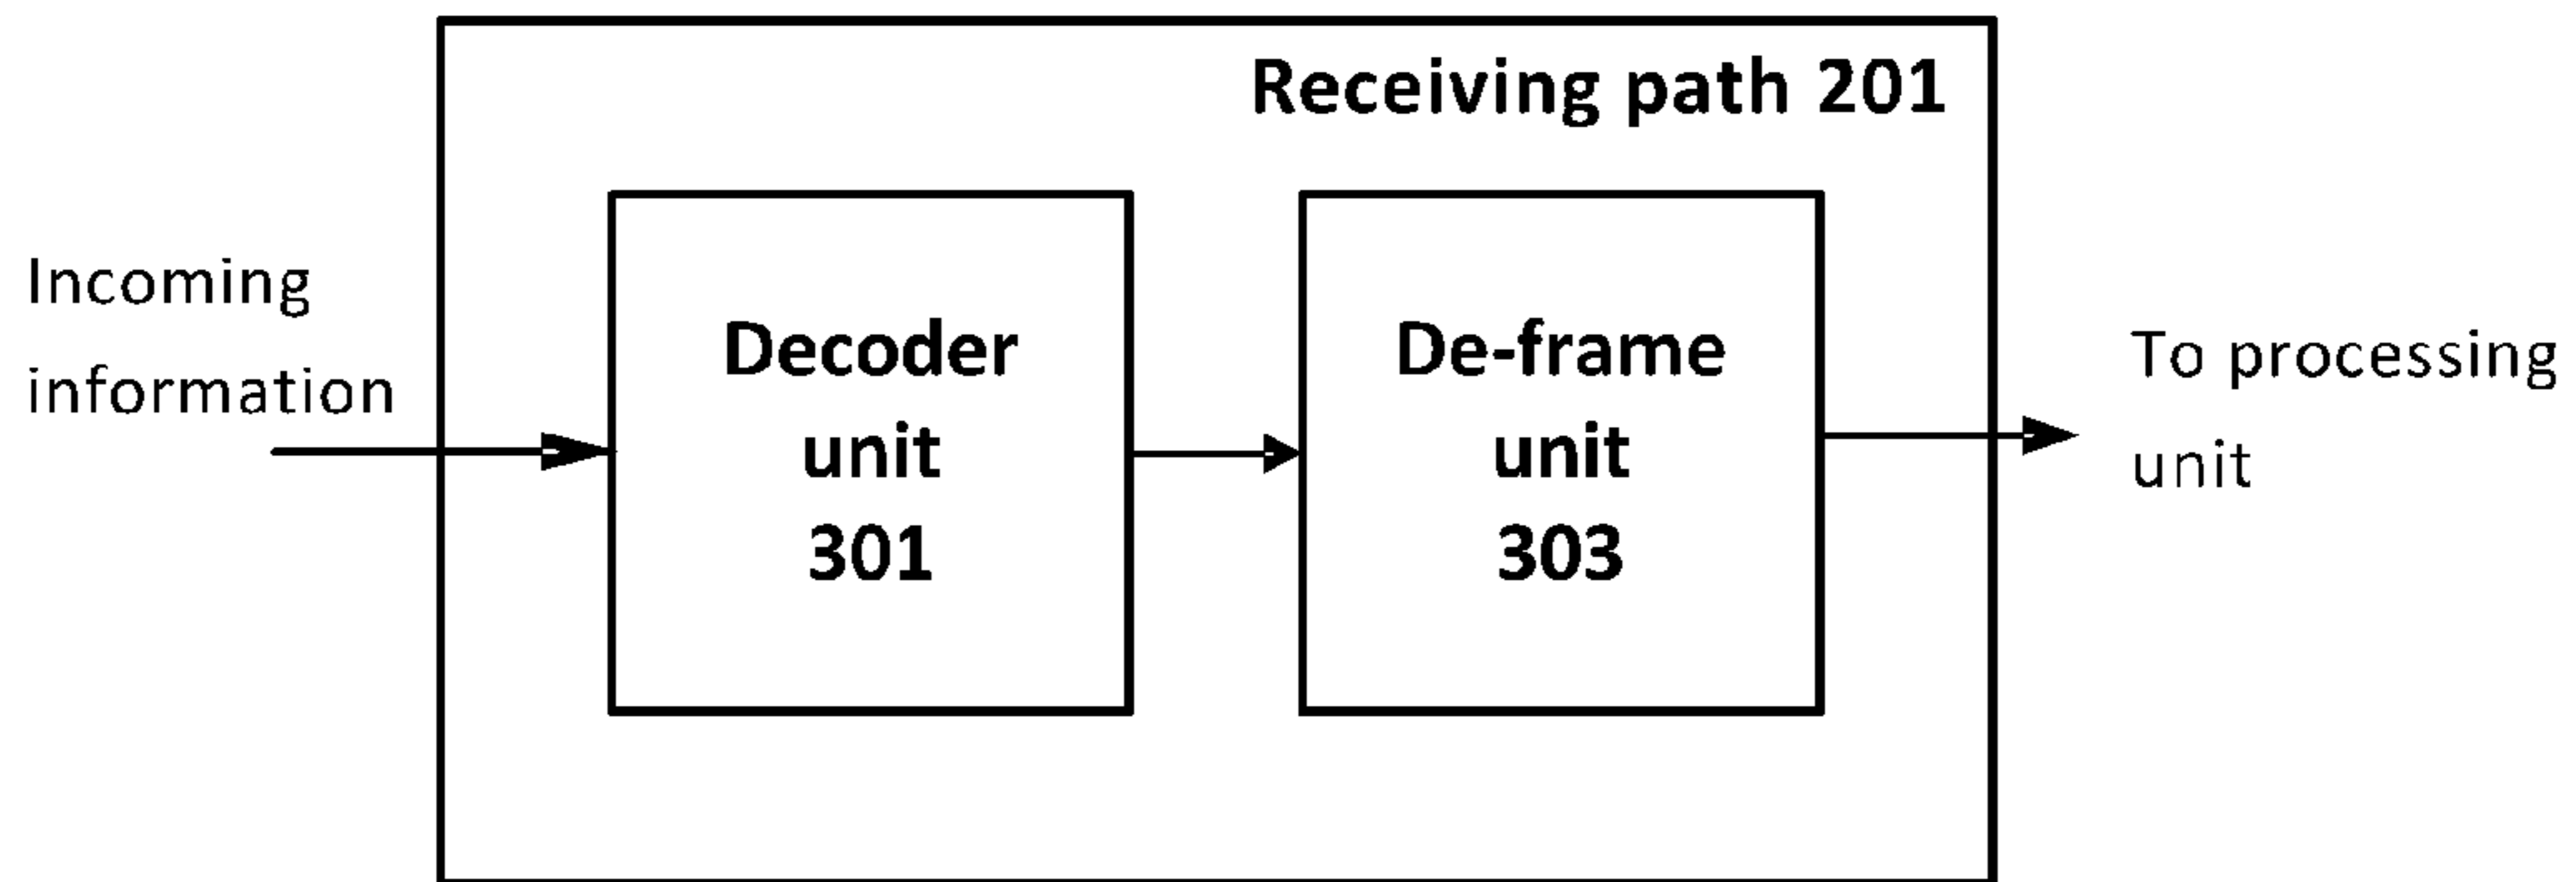 Receiving path 201
Incoming
information
Decoder
unit
301
De-frame
unit
303
To processing
unit